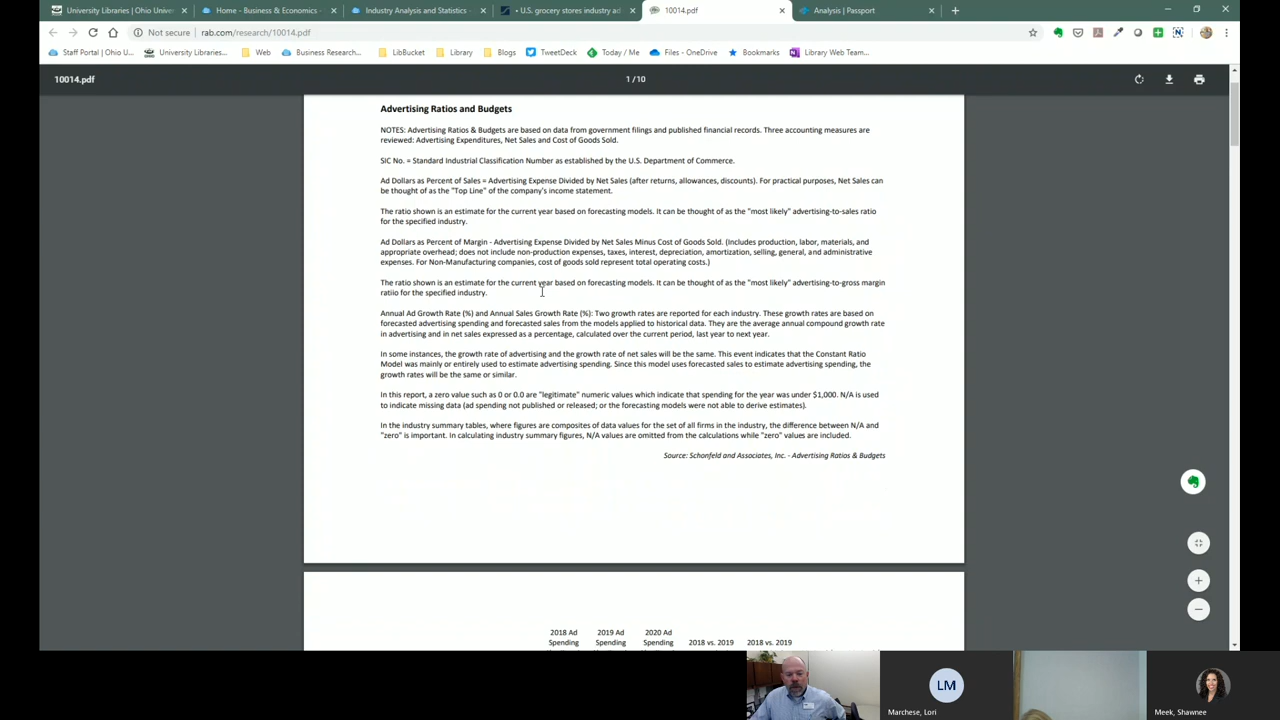 University Libraries | Ohio Univer
Home - Business & Economics -
Industry Analysis and Statistics -
• U.S. grocery stores industry ad
10014.pdf
Analysis | Passport
Not secure | rab.com/research/10014.pdf
Staff Portal | Ohio U...
University Libraries...
Web
Business Research...
LibBucket
Library
Blogs
TweetDeck
Today / Me
Files - OneDrive
Bookmarks
Library Web Team...
10014.pdf
1 / 10
Advertising Ratios and Budgets
NOTES: Advertising Ratios & Budgets are based on data from government filings and published financial records. Three accounting measures are
reviewed: Advertising Expenditures, Net Sales and Cost of Goods Sold.
SIC No. = Standard Industrial Classification Number as established by the U.S. Department of Commerce.
Ad Dollars as Percent of Sales = Advertising Expense Divided by Net Sales (after returns, allowances, discounts). For practical purposes, Net Sales can
be thought of as the "Top Line" of the company's income statement.
The ratio shown is an estimate for the current year based on forecasting models. It can be thought of as the "most likely" advertising-to-sales ratio
for the specified industry.
Ad Dollars as Percent of Margin - Advertising Expense Divided by Net Sales Minus Cost of Goods Sold. (Includes production, labor, materials, and
appropriate overhead; does not include non-production expenses, taxes, interest, depreciation, amortization, selling, general, and administrative
expenses. For Non-Manufacturing companies, cost of goods sold represent total operating costs.)
The ratio shown is an estimate for the current year based on forecasting models. It can be thought of as the "most likely" advertising-to-gross margin
ratiio for the specified industry.
Annual Ad Growth Rate (%) and Annual Sales Growth Rate (%): Two growth rates are reported for each industry. These growth rates are based on
forecasted advertising spending and forecasted sales from the models applied to historical data. They are the average annual compound growth rate
in advertising and in net sales expressed as a percentage, calculated over the current period, last year to next year.
In some instances, the growth rate of advertising and the growth rate of net sales will be the same. This event indicates that the Constant Ratio
Model was mainly or entirely used to estimate advertising spending. Since this model uses forecasted sales to estimate advertising spending, the
growth rates will be the same or similar.
In this report, a zero value such as 0 or 0.0 are "legitimate" numeric values which indicate that spending for the year was under $1,000. N/A is used
to indicate missing data (ad spending not published or released; or the forecasting models were not able to derive estimates).
In the industry summary tables, where figures are composites of data values for the set of all firms in the industry, the difference between N/A and
"zero" is important. In calculating industry summary figures, N/A values are omitted from the calculations while "zero" values are included.
Source: Schonfeld and Associates, Inc. - Advertising Ratios & Budgets
2018 Ad 2019 Ad 2020 Ad
Spending Spending Spending 2018 vs. 2019 2018 vs. 2019
LM
Marchese, Lori
Meek, Shawnee